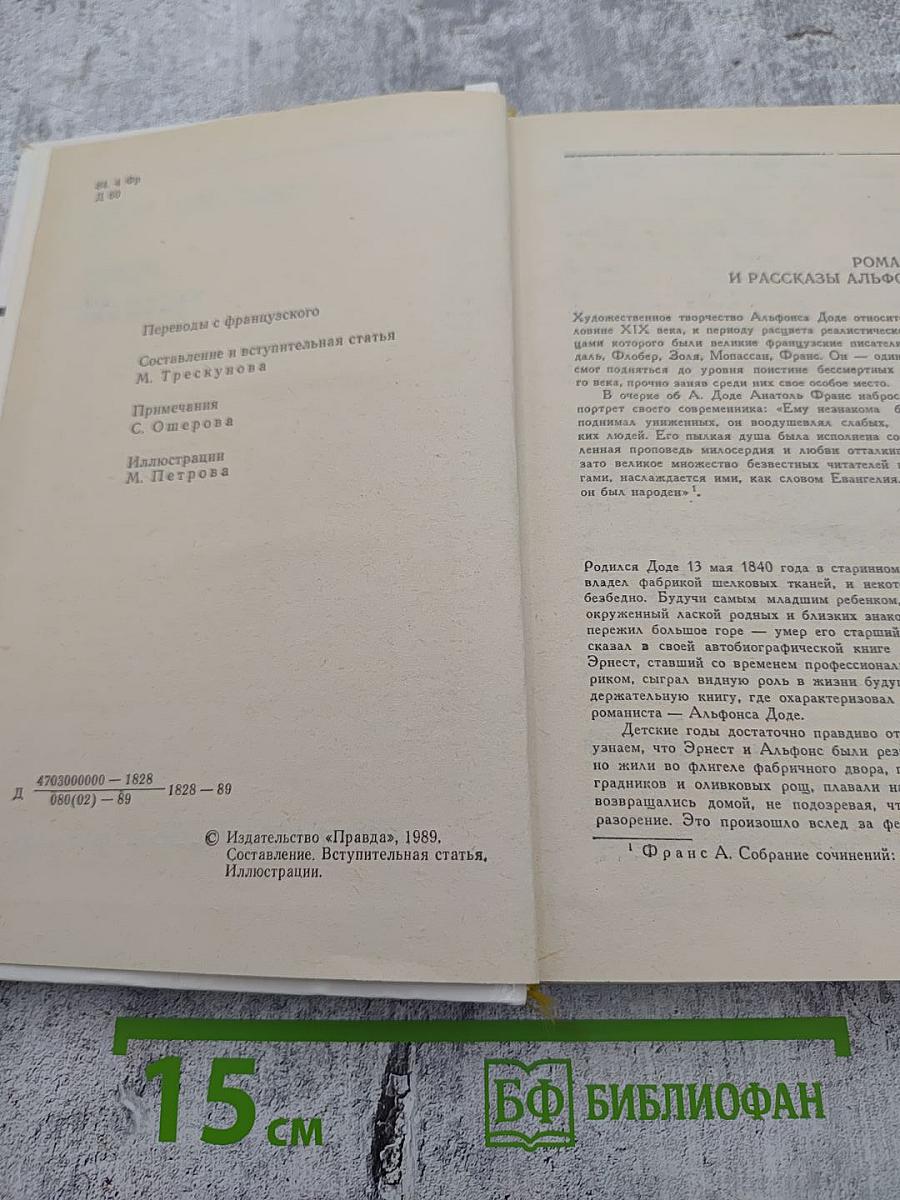 84. 4 Фр
Д 60
Переводы с французского
Составление и вступительная статья
М. Трескунова
Примечания
С. Ошерова
Иллюстрации
М. Петрова
Д 4703000000 — 1828
080(02) — 89
1828 — 89
© Издательство «Правда», 1989.
Составление. Вступительная статья.
Иллюстрации.
РОМА
И РАССКАЗЫ АЛЬФО
Художественное творчество Альфонса Доде относит
ловине XIX века, к периоду расцвета реалистическо
цами которого были великие французские писатели
даль, Флобер, Золя, Мопассан, Франс. Он — один
смог подняться до уровня поистине бессмертных
го века, прочно заняв среди них свое особое место.
В очерке об А. Доде Анатоль Франс наброс
портрет своего современника: «Ему незнакома б
поднимал униженных, он воодушевлял слабых,
ких людей. Его пылкая душа была исполнена со
ленная проповедь милосердия и любви отталки
зато великое множество безвестных читателей
гами, наслаждается ими, как словом Евангелия.
он был народен»¹.
Родился Доде 13 мая 1840 года в старинном
владел фабрикой шелковых тканей, и некот
безбедно. Будучи самым младшим ребенком,
окруженный лаской родных и близких знако
пережил большое горе — умер его старший
сказал в своей автобиографической книге
Эрнест, ставший со временем профессионал
риком, сыграл видную роль в жизни буду
держательную книгу, где охарактеризовал
романиста — Альфонса Доде.
Детские годы достаточно правдиво от
узнаем, что Эрнест и Альфонс были рез
но жили во флигеле фабричного двора,
градников и оливковых рощ, плавали на
возвращались домой, не подозревая, чт
разорение. Это произошло вслед за фе
¹ Франс А. Собрание сочинений:
15 см
БФ БИБЛИОФАН